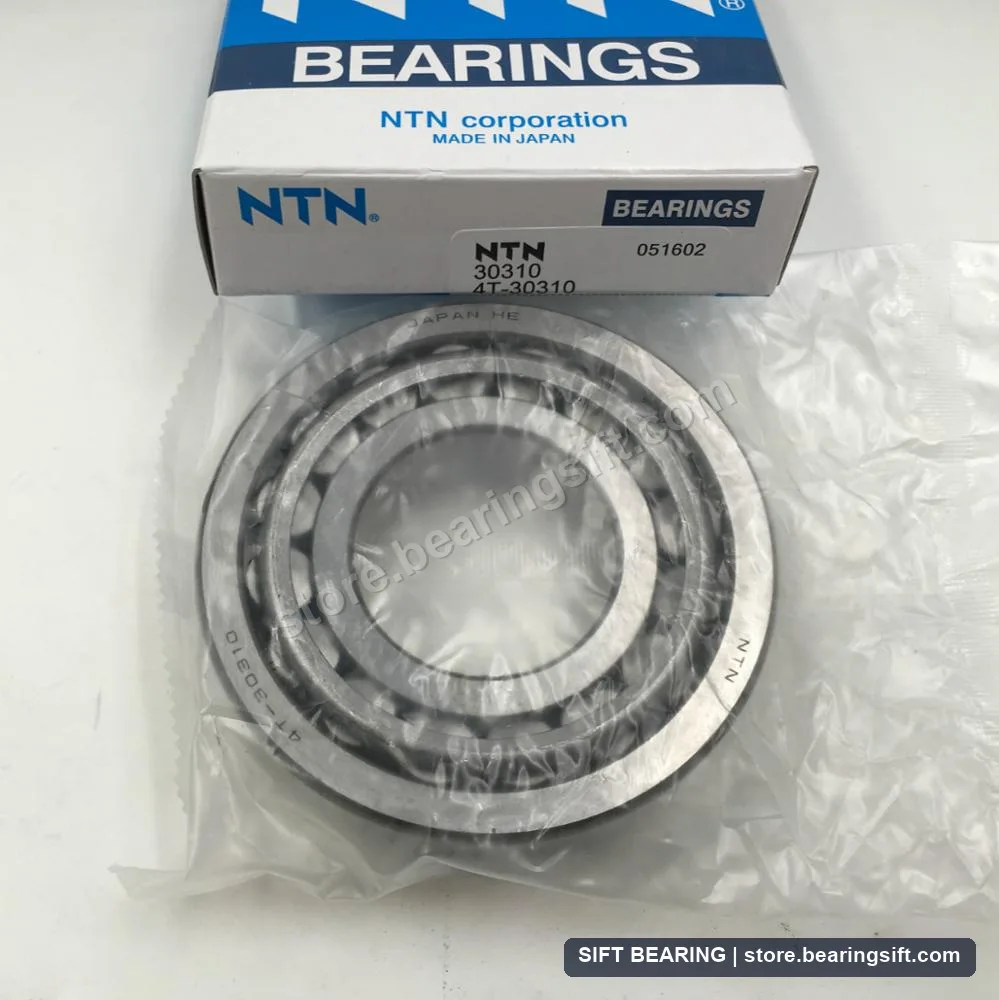 NTN®
BEARINGS
NTN corporation
MADE IN JAPAN
NTN®
BEARINGS
NTN
051602
30310
4T-30310
JAPAN HE
store.bearingsift.com
NTN
4T-30310
SIFT BEARING | store.bearingsift.com